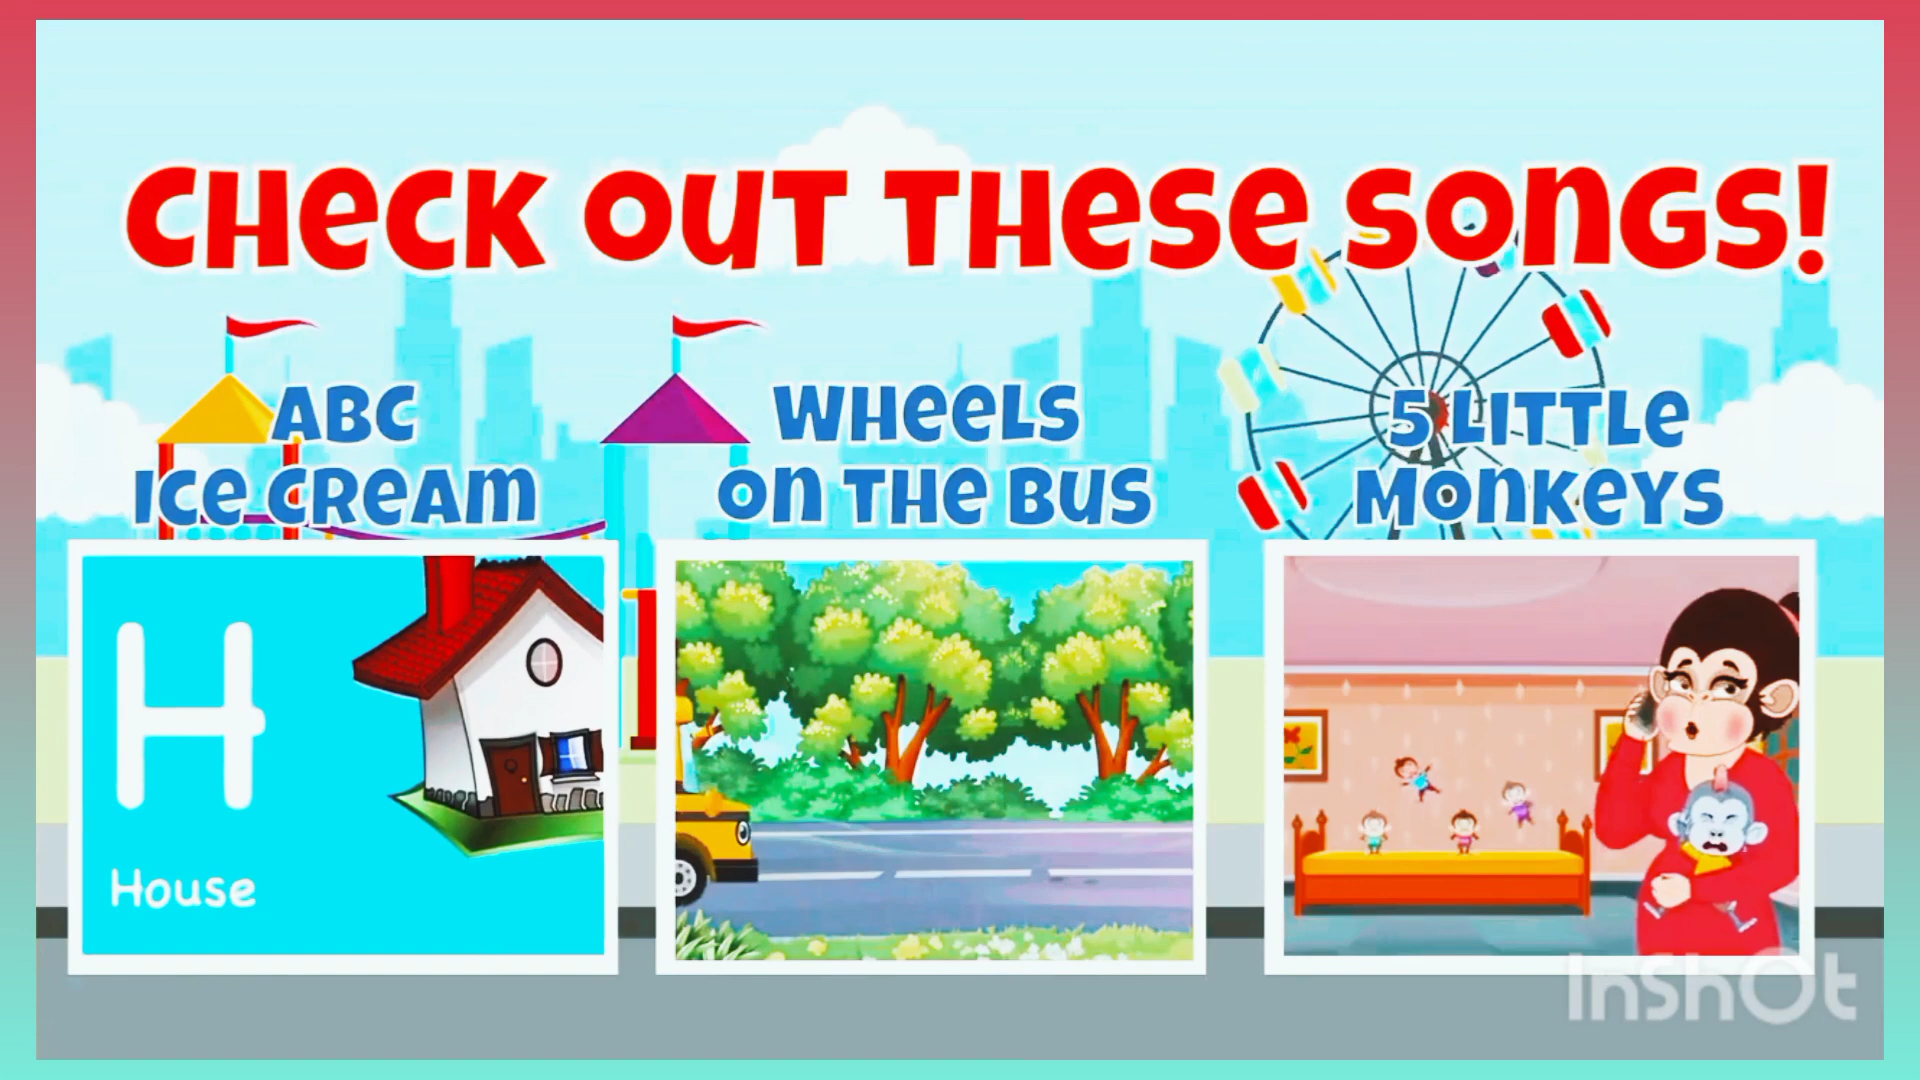 CHECK OUT THESE SONGS!
ABC
ICE CREAM
WHEELS
ON THE BUS
5 LITTLE
MONKEYS
H
House
InShOt